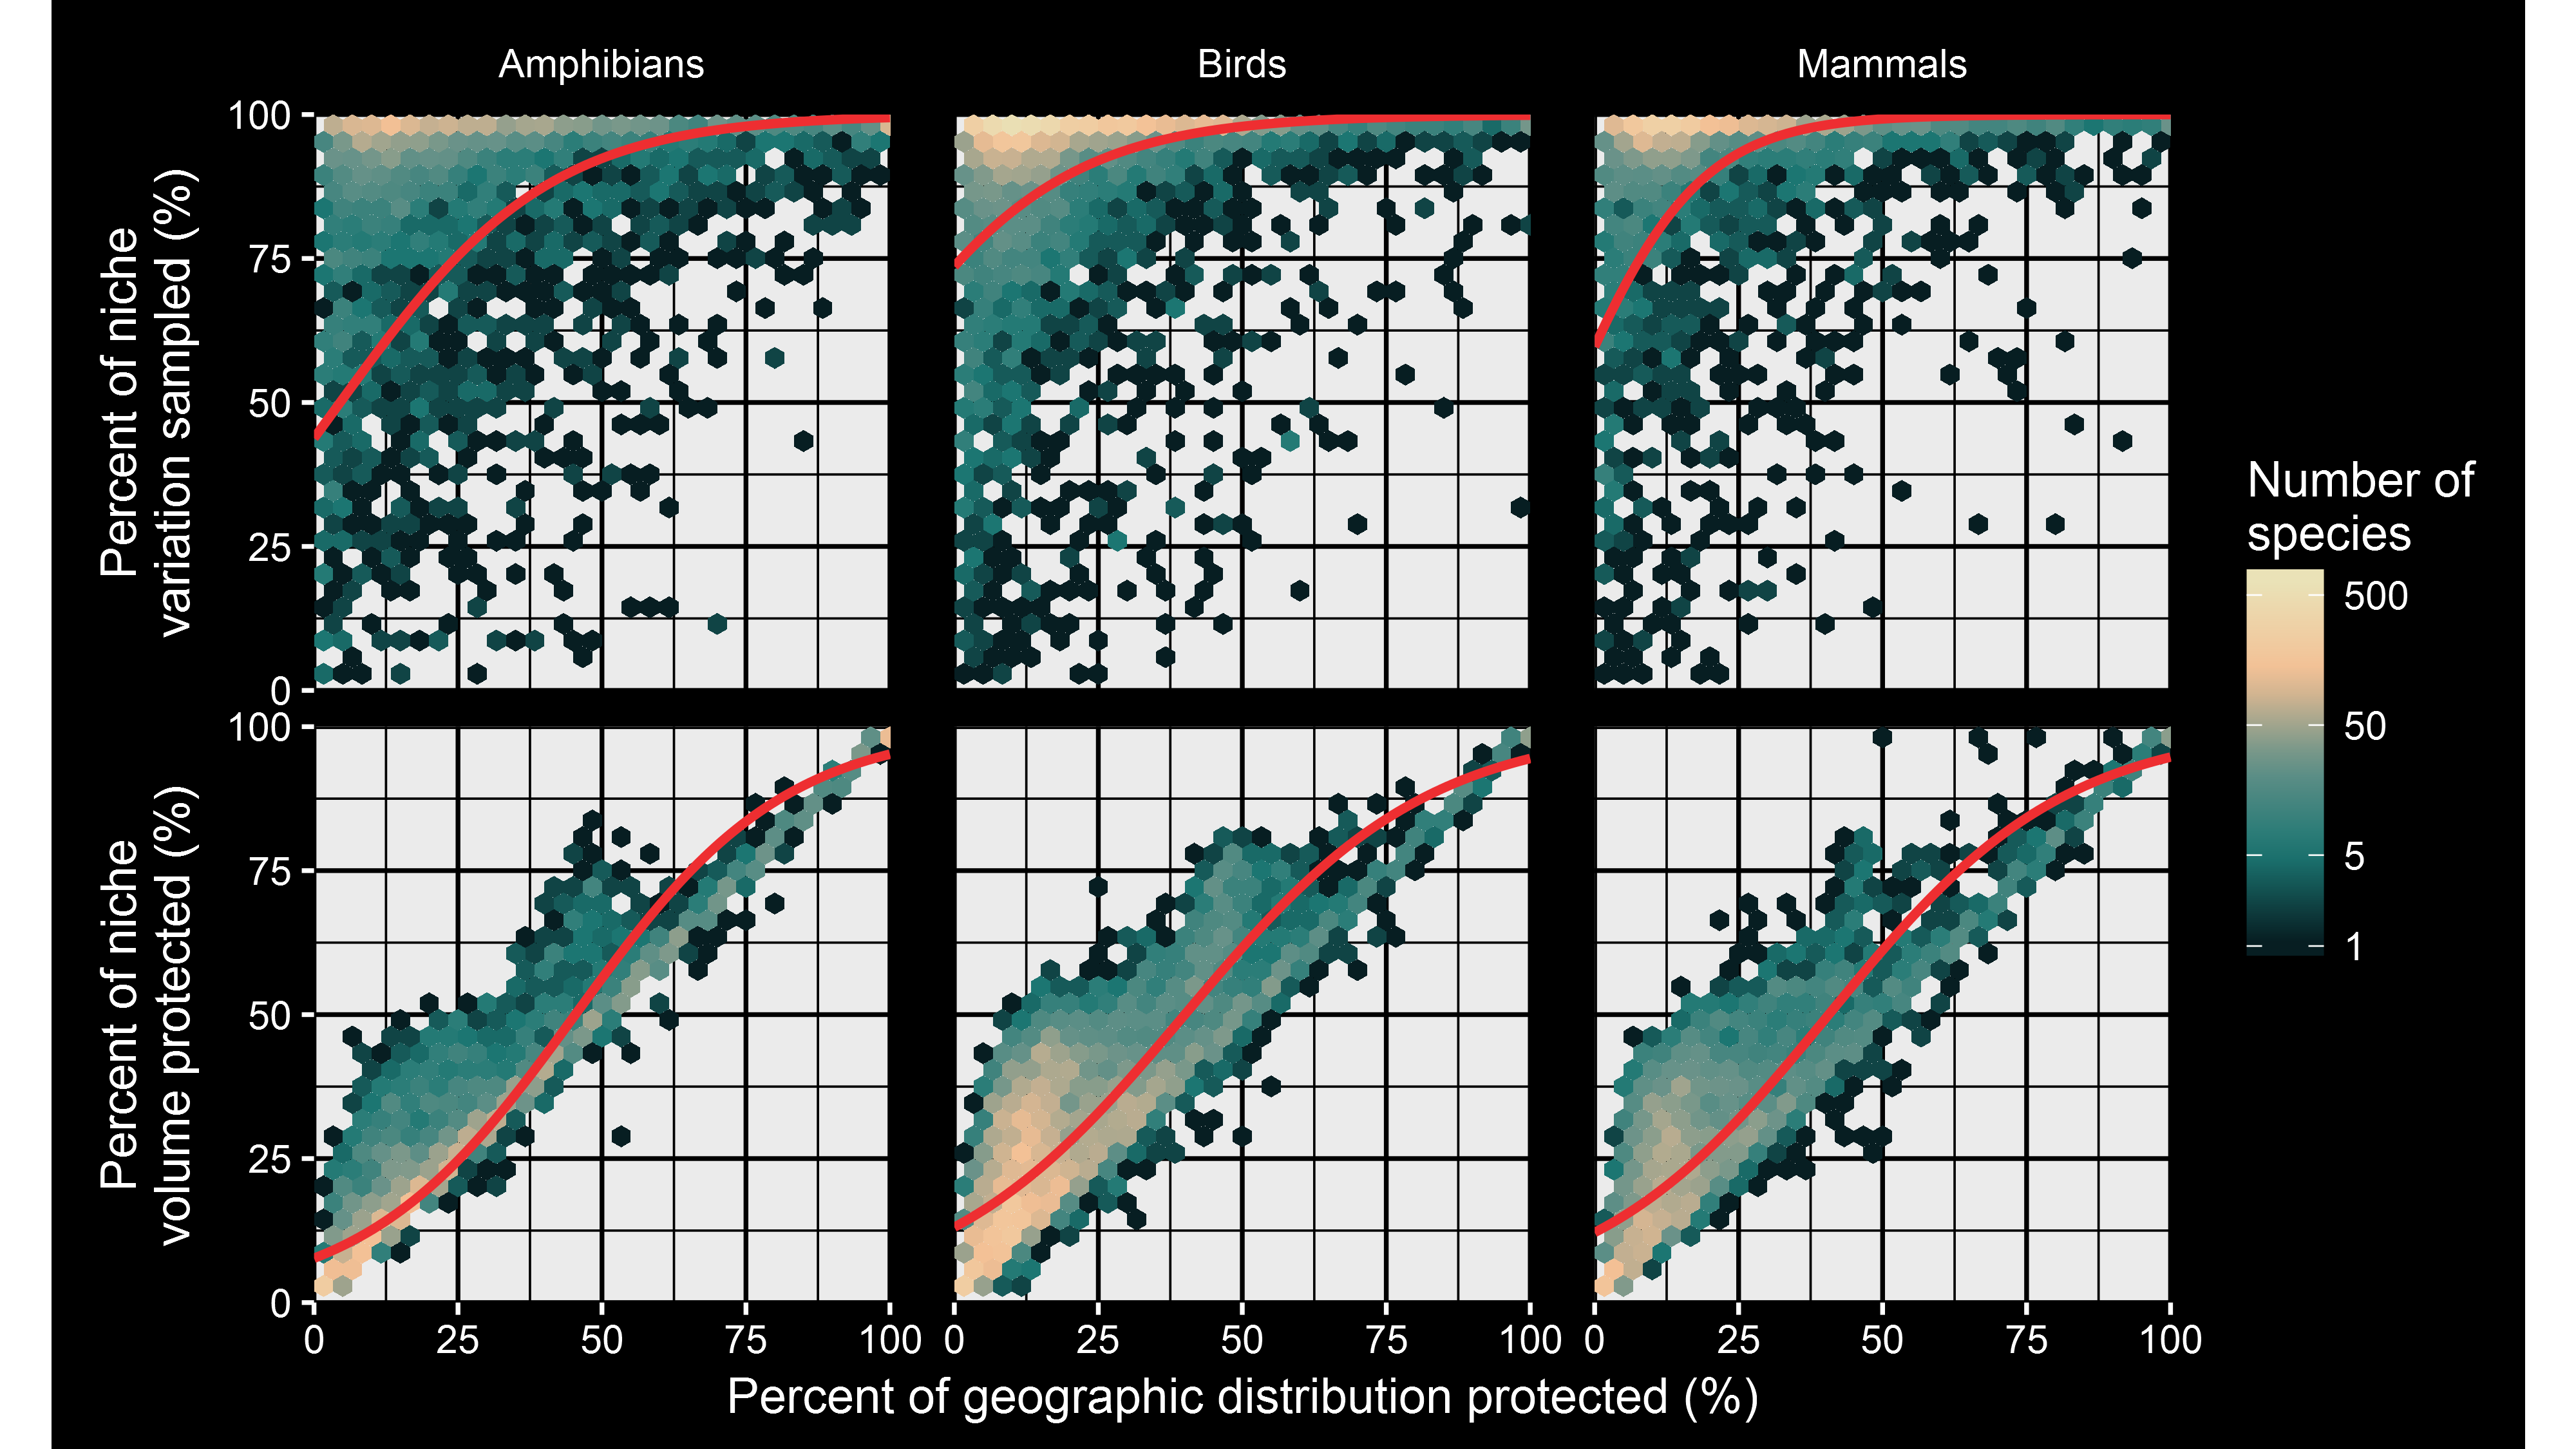 Amphibians
Birds
Mammals
Percent of niche
variation sampled (%)
100
75
50
25
0
Percent of niche
volume protected (%)
100
75
50
25
0
0 25 50 75 100
0 25 50 75 100
0 25 50 75 100
Percent of geographic distribution protected (%)
Number of
species
500
50
5
1